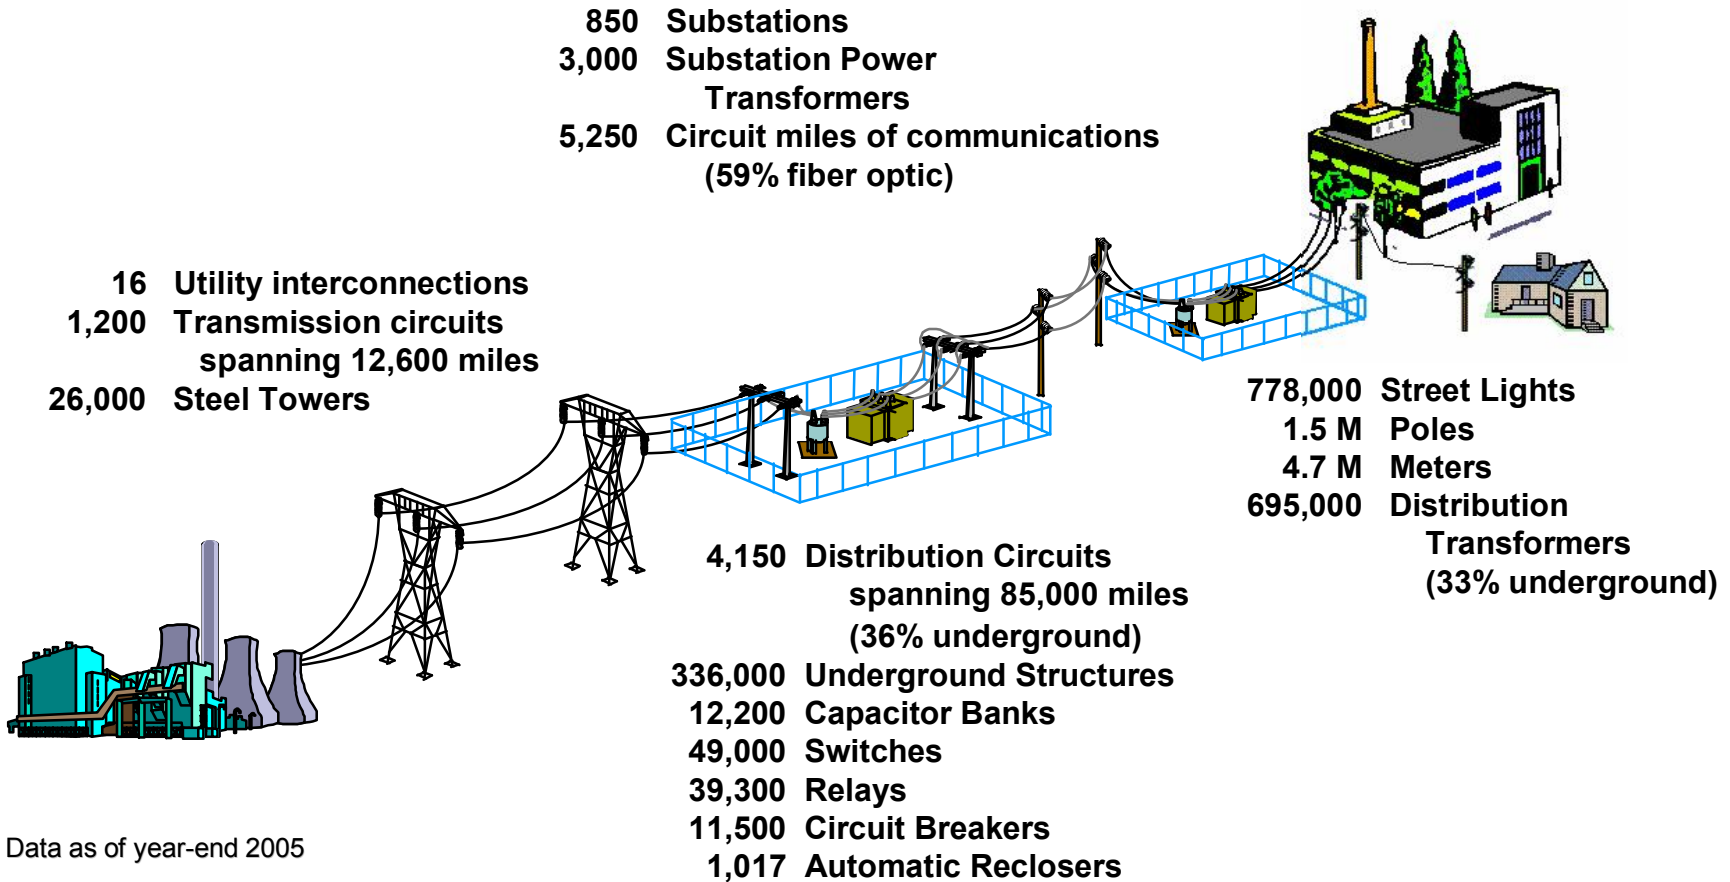 850 Substations
3,000 Substation Power
Transformers
5,250 Circuit miles of communications
(59% fiber optic)
16 Utility interconnections
1,200 Transmission circuits
spanning 12,600 miles
26,000 Steel Towers
778,000 Street Lights
1.5 M Poles
4.7 M Meters
695,000 Distribution
Transformers
(33% underground)
4,150 Distribution Circuits
spanning 85,000 miles
(36% underground)
336,000 Underground Structures
12,200 Capacitor Banks
49,000 Switches
39,300 Relays
11,500 Circuit Breakers
1,017 Automatic Reclosers
Data as of year-end 2005